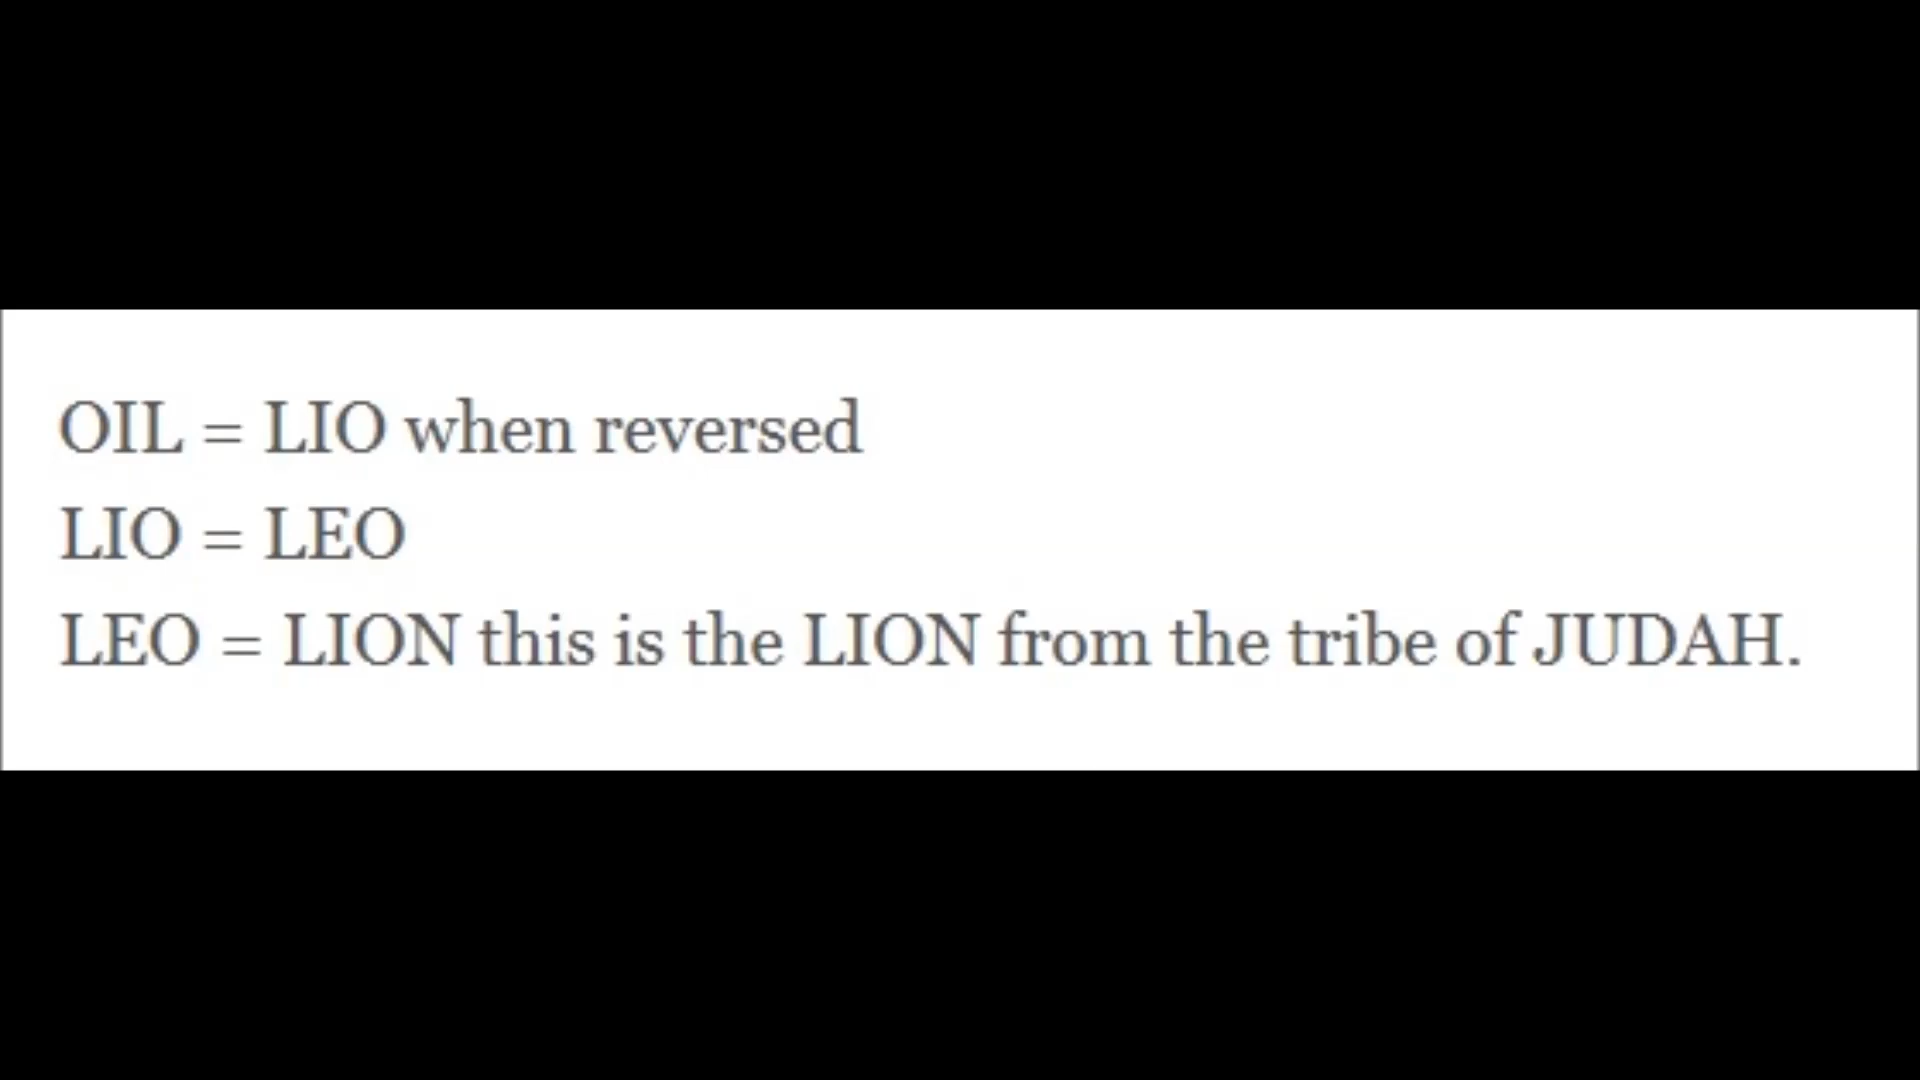 OIL = LIO when reversed
LIO = LEO
LEO = LION this is the LION from the tribe of JUDAH.